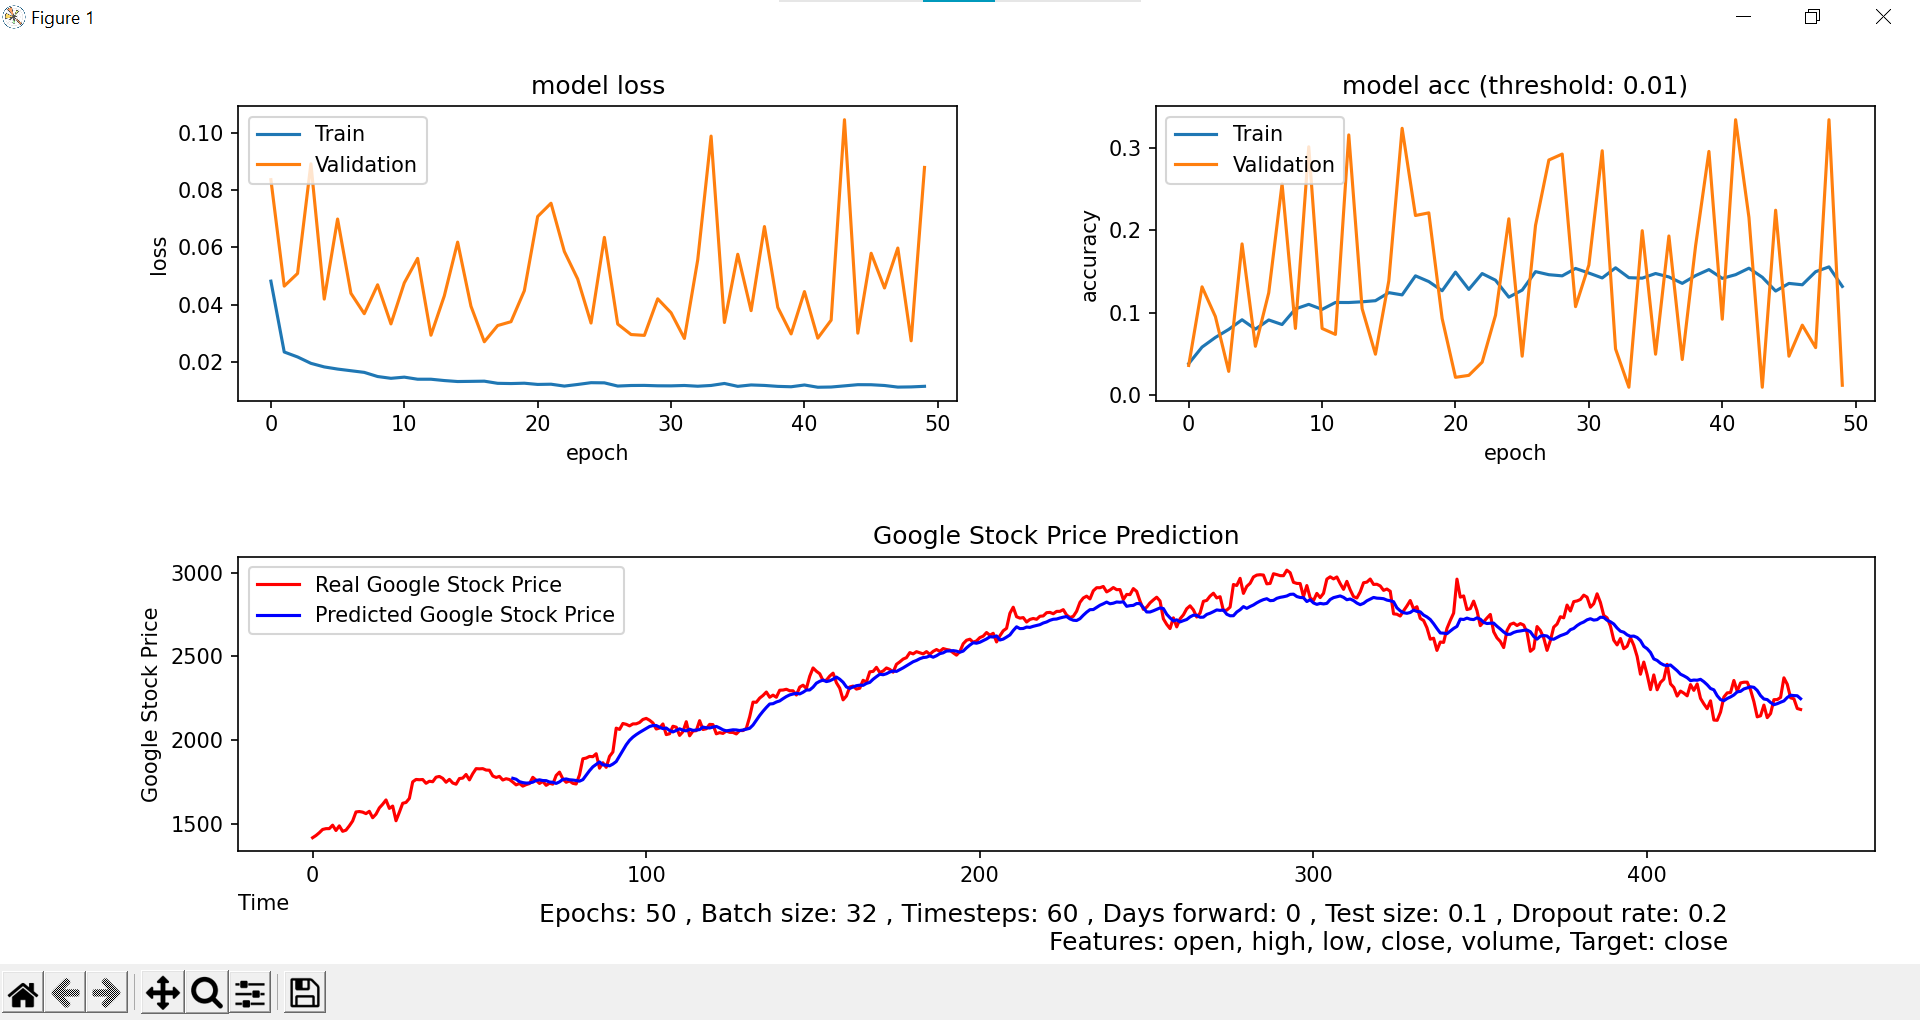 Figure 1
model loss
Train
Validation
0.10
0.08
0.06
0.04
0.02
loss
0 10 20 30 40 50
epoch
model acc (threshold: 0.01)
Train
Validation
0.3
0.2
0.1
0.0
accuracy
0 10 20 30 40 50
epoch
Google Stock Price Prediction
Real Google Stock Price
Predicted Google Stock Price
3000
2500
2000
1500
Google Stock Price
0 100 200 300 400
Time
Epochs: 50 , Batch size: 32 , Timesteps: 60 , Days forward: 0 , Test size: 0.1 , Dropout rate: 0.2
Features: open, high, low, close, volume, Target: close